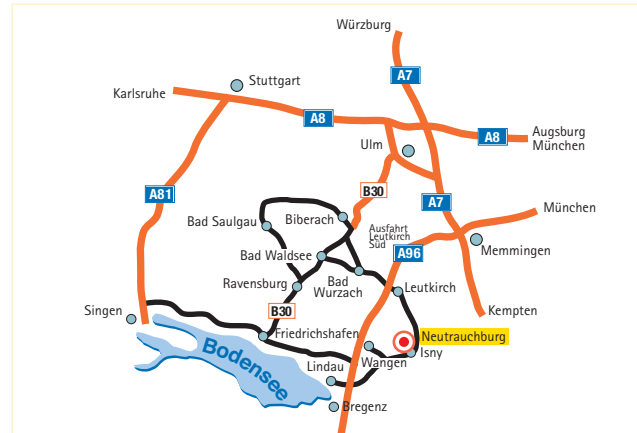 Würzburg
A7
Stuttgart
Karlsruhe
A8
Augsburg
München
A8
Ulm
B30
A81
A7
München
Biberach
Bad Saulgau
Ausfahrt
Leutkirch
Süd
Memmingen
Bad Waldsee
A96
Ravensburg
Bad
Wurzach
Leutkirch
Kempten
Singen
B30
Friedrichshafen
Neutrauchburg
Bodensee
Isny
Wangen
Lindau
Bregenz